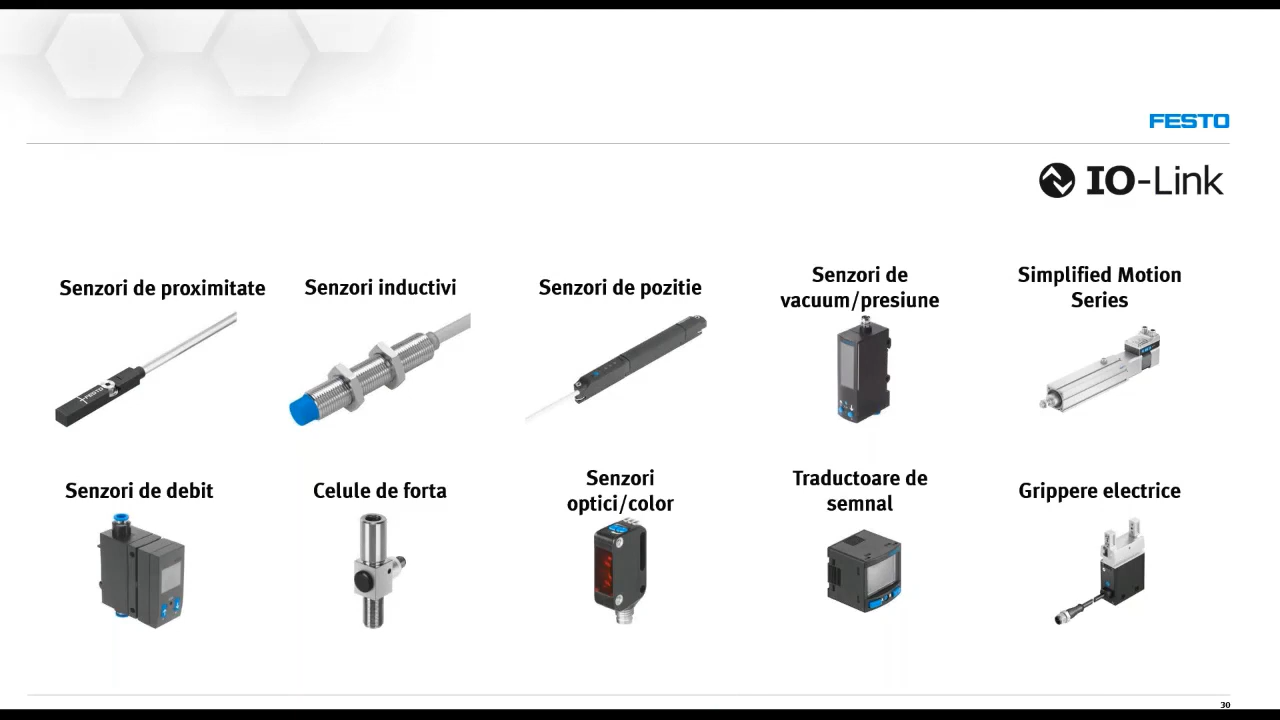 FESTO
IO-Link
Senzori de proximitate
Senzori inductivi
Senzori de pozitie
Senzori de
vacuum/presiune
Simplified Motion
Series
Senzori de debit
Celule de forta
Senzori
optici/color
Traductoare de
semnal
Grippere electrice
FESTO
30